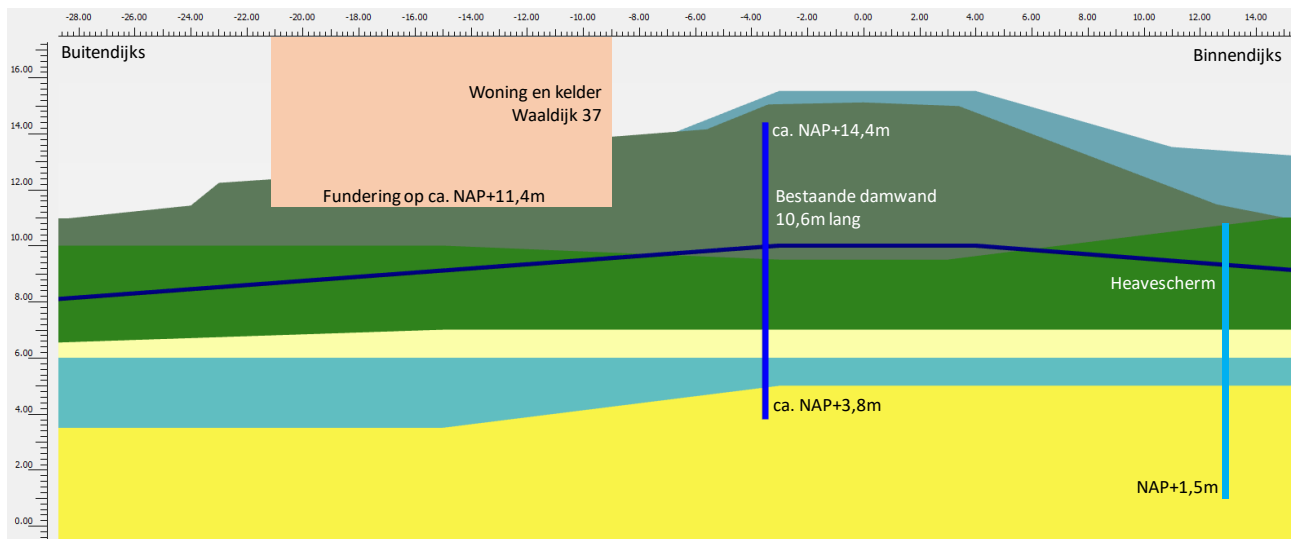 -28.00 -26.00 -24.00 -22.00 -20.00 -18.00 -16.00 -14.00 -12.00 -10.00 -8.00 -6.00 -4.00 -2.00 0.00 2.00 4.00 6.00 8.00 10.00 12.00 14.00
Buitendijks
Binnendijks
16.00
Woning en kelder
Waaldijk 37
14.00
ca. NAP+14,4m
12.00
Fundering op ca. NAP+11,4m
Bestaande damwand
10,6m lang
10.00
Heavescherm
8.00
6.00
4.00
ca. NAP+3,8m
2.00
NAP+1,5m
0.00